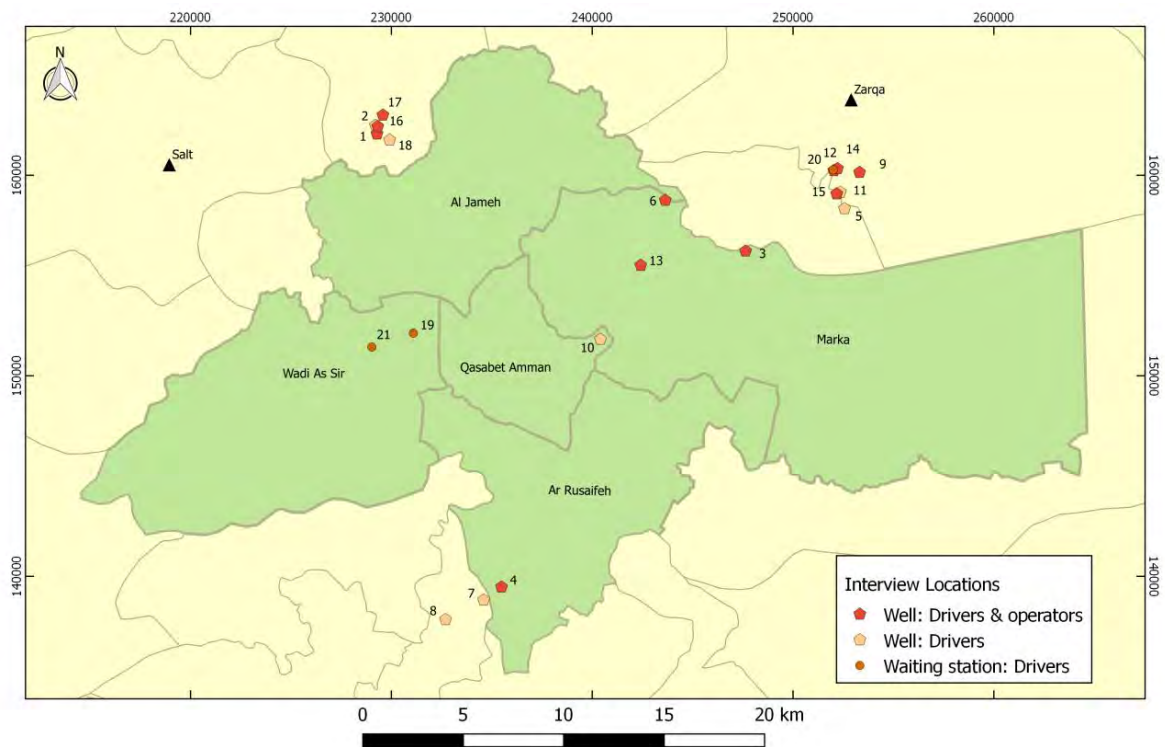 220000 230000 240000 250000 260000
N
Zarqa
17
2 16
1 18
Salt
12 14
20 9
15 11
5
160000 160000
Al Jameh
6
3
13
19
21
10
Marka
Wadi As Sir
Qasabet Amman
150000 150000
Ar Rusaifeh
140000 140000
4
7
8
Interview Locations
Well: Drivers & operators
Well: Drivers
Waiting station: Drivers
0 5 10 15 20 km